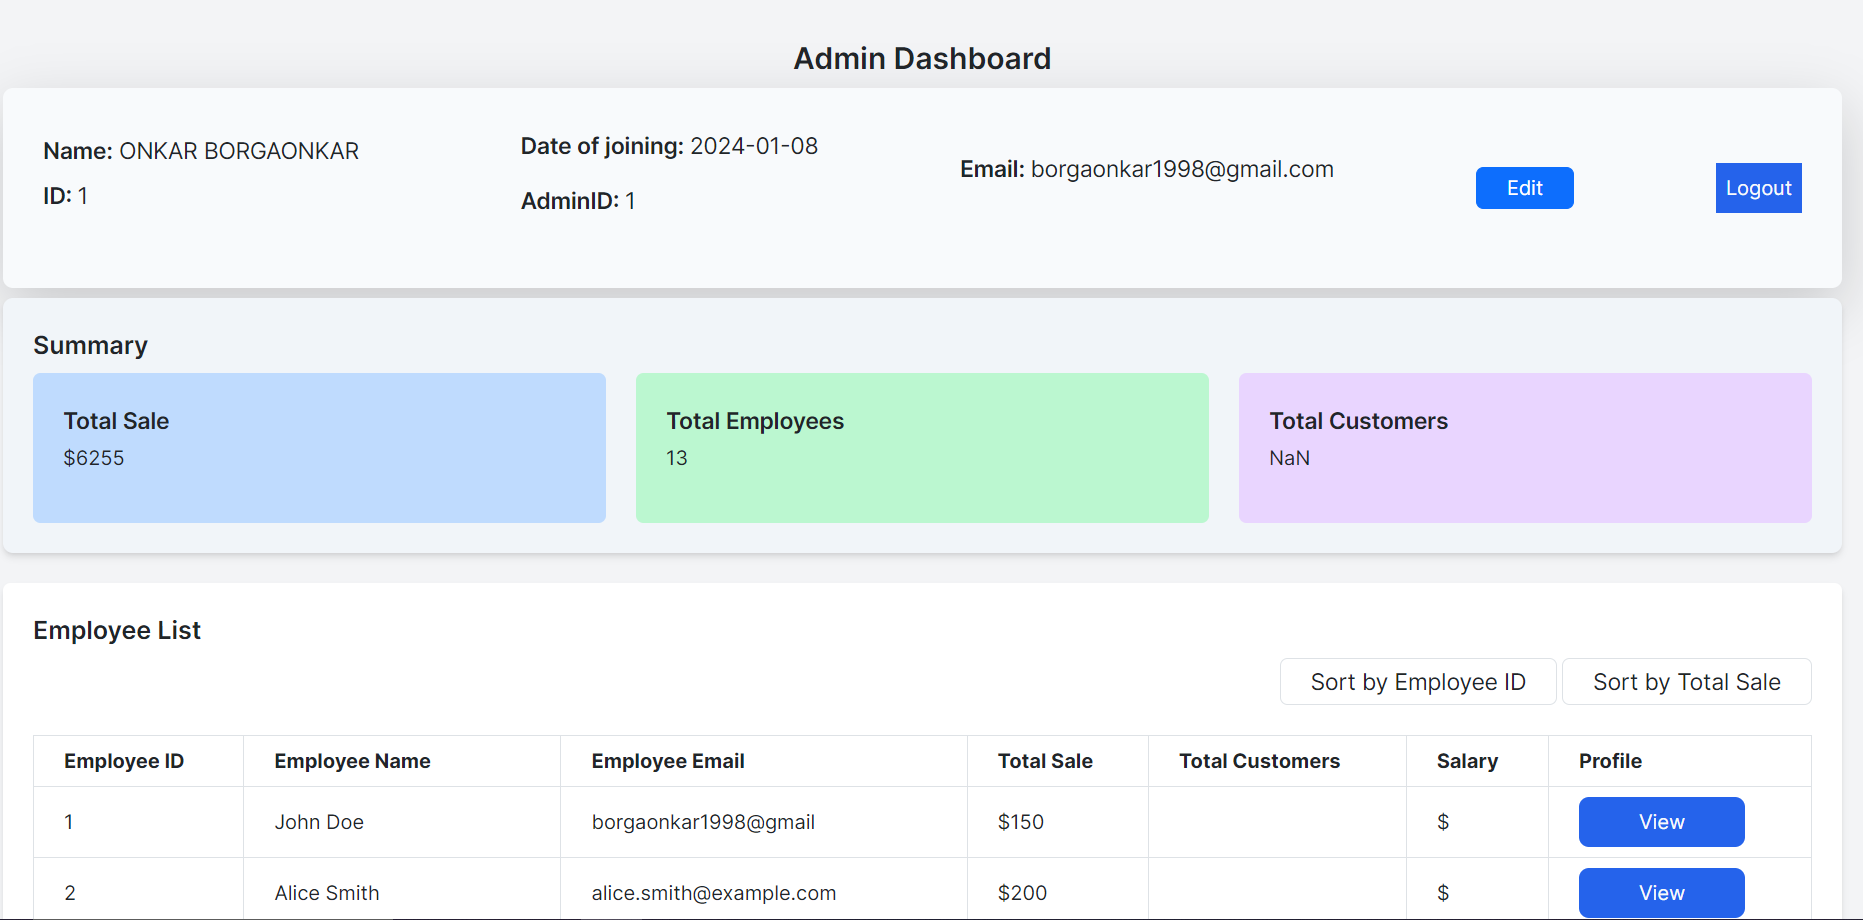 Admin Dashboard
Name: ONKAR BORGAONKAR
ID: 1
Date of joining: 2024-01-08
AdminID: 1
Email: borgaonkar1998@gmail.com
Edit
Logout
Summary
Total Sale
$6255
Total Employees
13
Total Customers
NaN
Employee List
Sort by Employee ID
Sort by Total Sale
Employee ID Employee Name Employee Email Total Sale Total Customers Salary Profile
1 John Doe borgaonkar1998@gmail $150 $ View
2 Alice Smith alice.smith@example.com $200 $ View